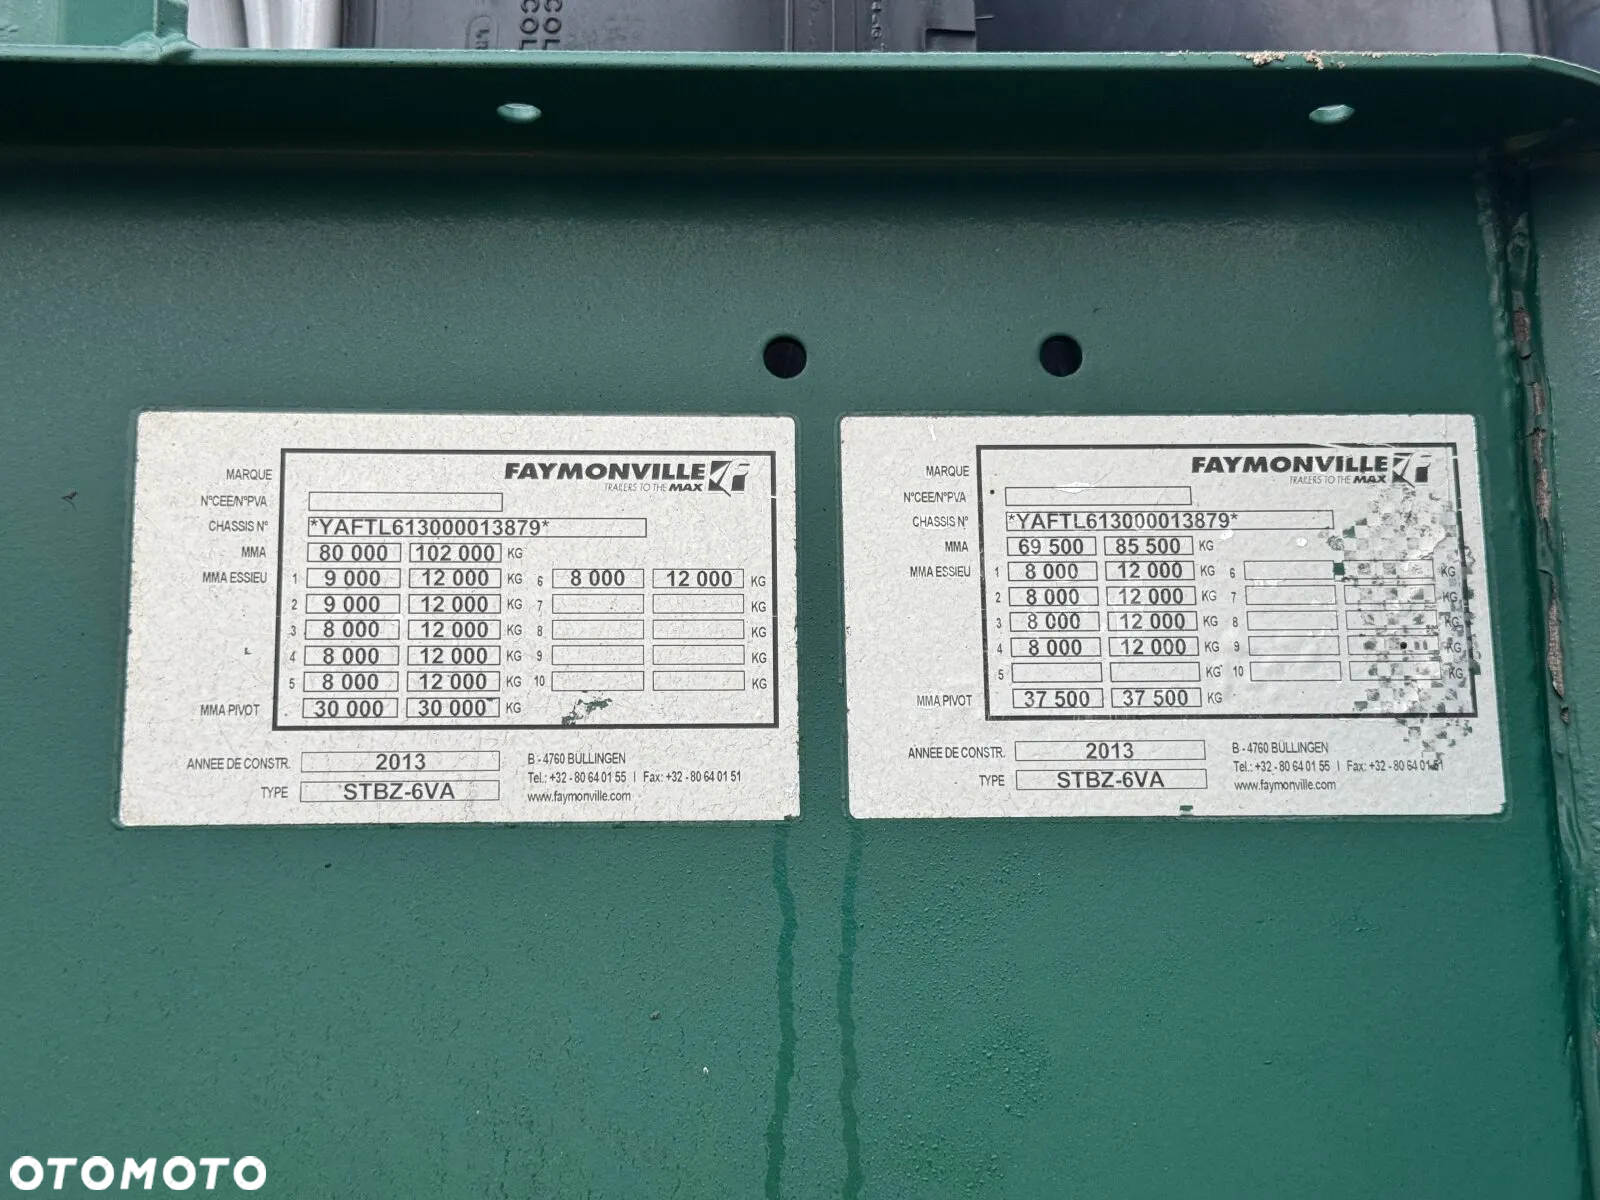 COL
COL
MARQUE
FAYMONVILLE
TRAILERS TO THE MAX
N°CEE/N°PVA
CHASSIS N° *YAFTL613000013879*
MMA 80 000 102 000 KG
MMA ESSIEU 1 9 000 12 000 KG 6 8 000 12 000 KG
2 9 000 12 000 KG 7 KG
3 8 000 12 000 KG 8 KG
4 8 000 12 000 KG 9 KG
5 8 000 12 000 KG 10 KG
MMA PIVOT 30 000 30 000 KG
ANNEE DE CONSTR. 2013
TYPE STBZ-6VA
B - 4760 BÜLLINGEN
Tel.: +32 - 80 64 01 55 | Fax: +32 - 80 64 01 51
www.faymonville.com
MARQUE
FAYMONVILLE
TRAILERS TO THE MAX
N°CEE/N°PVA
CHASSIS N° *YAFTL613000013879*
MMA 69 500 85 500 KG
MMA ESSIEU 1 8 000 12 000 KG 6 KG
2 8 000 12 000 KG 7 KG
3 8 000 12 000 KG 8 KG
4 8 000 12 000 KG 9 KG
5 KG 10 KG
MMA PIVOT 37 500 37 500 KG
ANNEE DE CONSTR. 2013
TYPE STBZ-6VA
B - 4760 BÜLLINGEN
Tel.: +32 - 80 64 01 55 | Fax: +32 - 80 64 01 51
www.faymonville.com
OTOMOTO